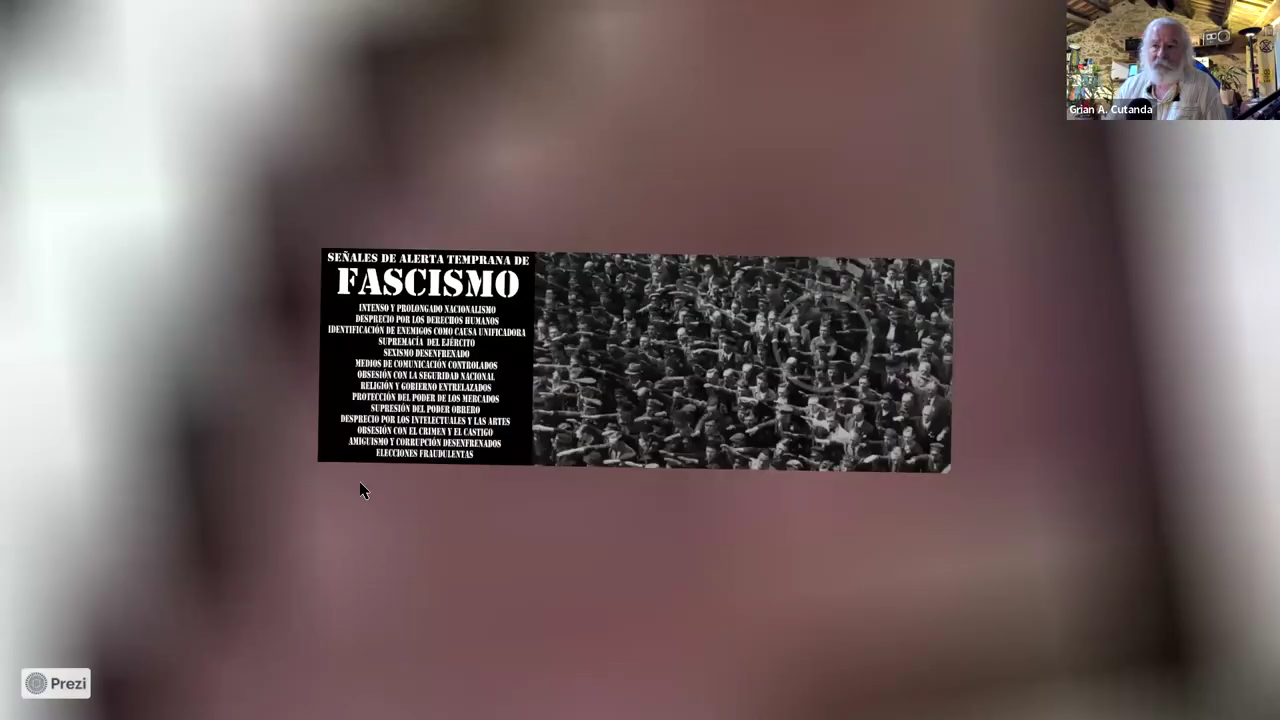 Grian A. Cutanda
SEÑALES DE ALERTA TEMPRANA DE
FASCISMO
INTENSO Y PROLONGADO NACIONALISMO
DESPRECIO POR LOS DERECHOS HUMANOS
IDENTIFICACIÓN DE ENEMIGOS COMO CAUSA UNIFICADORA
SUPREMACÍA DEL EJÉRCITO
SEXISMO DESENFRENADO
MEDIOS DE COMUNICACIÓN CONTROLADOS
OBSESIÓN CON LA SEGURIDAD NACIONAL
RELIGIÓN Y GOBIERNO ENTRELAZADOS
PROTECCIÓN DEL PODER DE LOS MERCADOS
SUPRESIÓN DEL PODER OBRERO
DESPRECIO POR LOS INTELECTUALES Y LAS ARTES
OBSESIÓN CON EL CRIMEN Y EL CASTIGO
AMIGUISMO Y CORRUPCIÓN DESENFRENADOS
ELECCIONES FRAUDULENTAS
Prezi